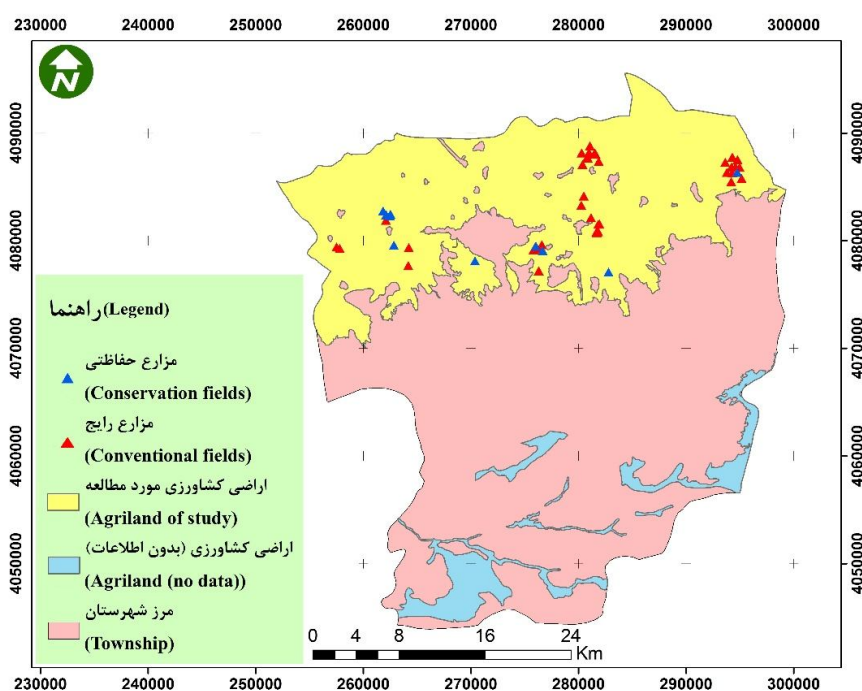 230000 240000 250000 260000 270000 280000 290000 300000
N
4090000 4090000
4080000 4080000
4070000 4070000
4060000 4060000
4050000 4050000
راهنما (Legend)
مزارع حفاظتی
(Conservation fields)
مزارع رایج
(Conventional fields)
اراضی کشاورزی مورد مطالعه
(Agriland of study)
اراضی کشاورزی (بدون اطلاعات)
(Agriland (no data))
مرز شهرستان
(Township)
0 4 8 16 24
Km
230000 240000 250000 260000 270000 280000 290000 300000